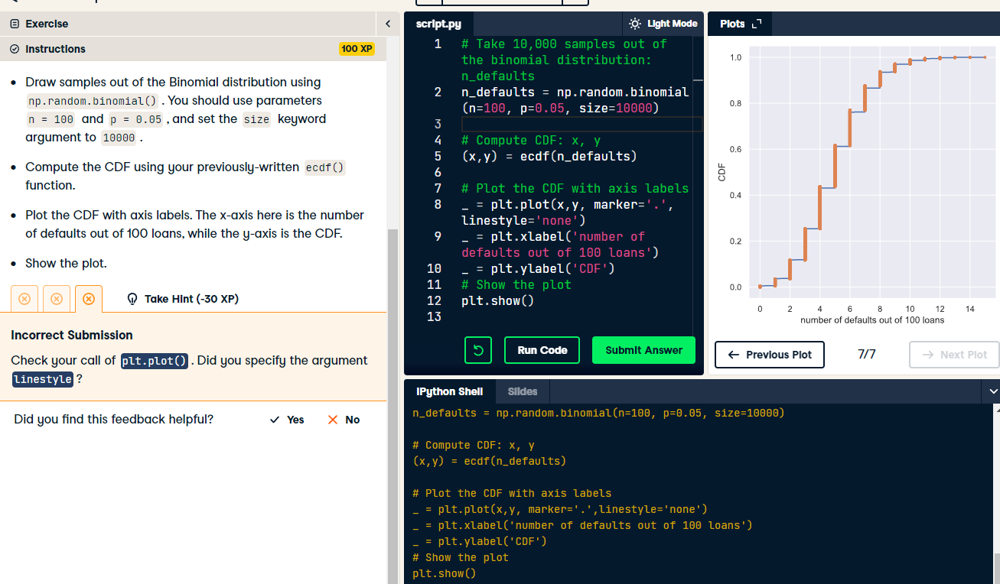 Exercise
Instructions
100 XP
• Draw samples out of the Binomial distribution using
np.random.binomial() . You should use parameters
n = 100 and p = 0.05 , and set the size keyword
argument to 10000 .
• Compute the CDF using your previously-written ecdf()
function.
• Plot the CDF with axis labels. The x-axis here is the number
of defaults out of 100 loans, while the y-axis is the CDF.
• Show the plot.
Take Hint (-30 XP)
Incorrect Submission
Check your call of plt.plot() . Did you specify the argument
linestyle ?
Did you find this feedback helpful?
Yes
No
script.py
Light Mode
1 # Take 10,000 samples out of
the binomial distribution:
n_defaults
2 n_defaults = np.random.binomial
(n=100, p=0.05, size=10000)
3
4 # Compute CDF: x, y
5 (x,y) = ecdf(n_defaults)
6
7 # Plot the CDF with axis labels
8 _ = plt.plot(x,y, marker='.',
linestyle='none')
9 _ = plt.xlabel('number of
defaults out of 100 loans')
10 _ = plt.ylabel('CDF')
11 # Show the plot
12 plt.show()
13
Run Code
Submit Answer
Plots
1.0
0.8
0.6
0.4
0.2
0.0
CDF
0 2 4 6 8 10 12 14
number of defaults out of 100 loans
Previous Plot
7/7
Next Plot
IPython Shell
Slides
n_defaults = np.random.binomial(n=100, p=0.05, size=10000)
# Compute CDF: x, y
(x,y) = ecdf(n_defaults)
# Plot the CDF with axis labels
_ = plt.plot(x,y, marker='.',linestyle='none')
_ = plt.xlabel('number of defaults out of 100 loans')
_ = plt.ylabel('CDF')
# Show the plot
plt.show()